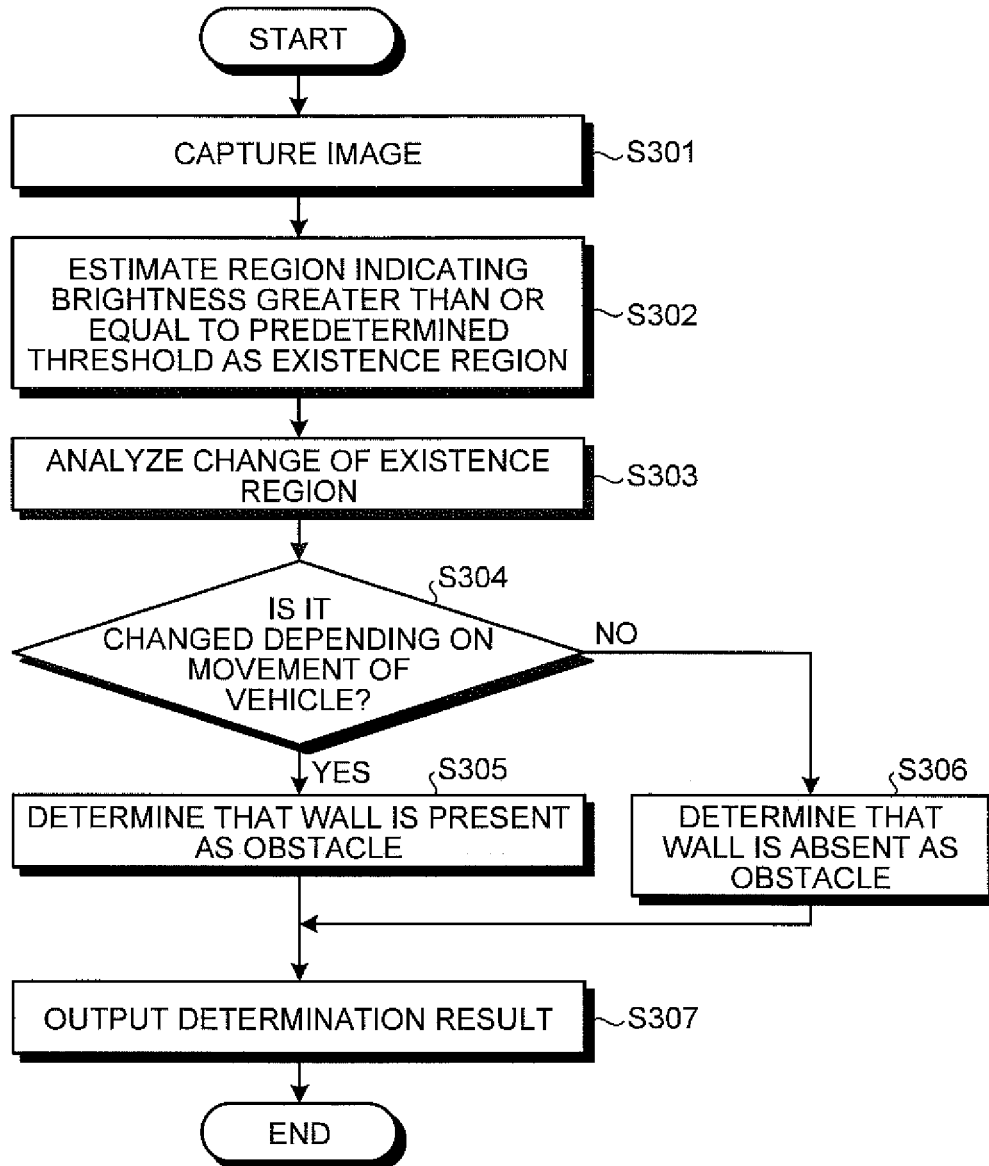 START
CAPTURE IMAGE
S301
ESTIMATE REGION INDICATING
BRIGHTNESS GREATER THAN OR
EQUAL TO PREDETERMINED
THRESHOLD AS EXISTENCE REGION
S302
ANALYZE CHANGE OF EXISTENCE
REGION
S303
S304
IS IT
CHANGED DEPENDING ON
MOVEMENT OF
VEHICLE?
NO
YES
S305
DETERMINE THAT WALL IS PRESENT
AS OBSTACLE
S306
DETERMINE THAT
WALL IS ABSENT AS
OBSTACLE
OUTPUT DETERMINATION RESULT
S307
END